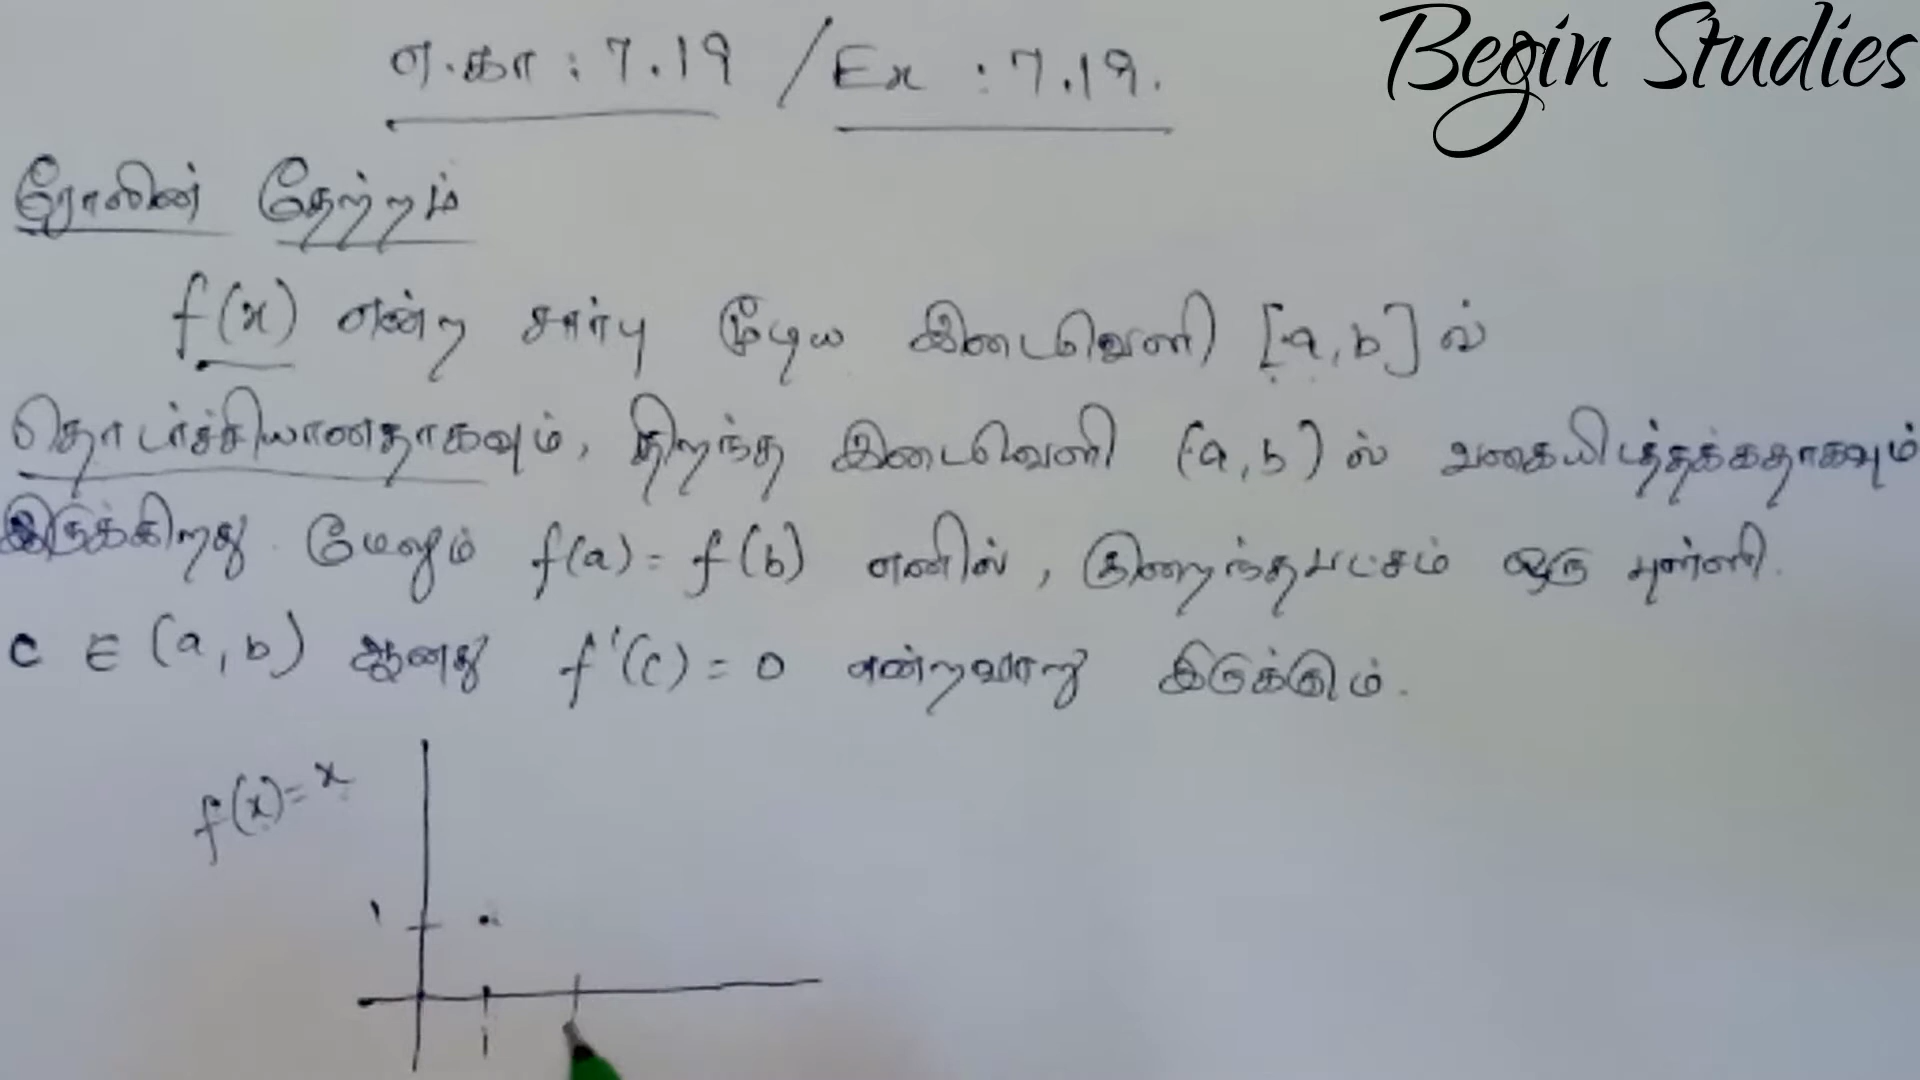 Begin Studies
எ.கா : 7.19 / Ex : 7.19.
ரோலின் தேற்றம்
f(x) என்ற சார்பு மூடிய இடைவெளி [a,b] ல்
தொடர்ச்சியானதாகவும், திறந்த இடைவெளி (a,b) ல் வகையிடத்தக்கதாகவும்
இருக்கிறது. மேலும் f(a) = f(b) எனில், குறைந்தபட்சம் ஒரு புள்ளி
c ∈ (a,b) ஆனது f'(c) = 0 என்றவாறு இருக்கும்.
f(x) = x
1
1